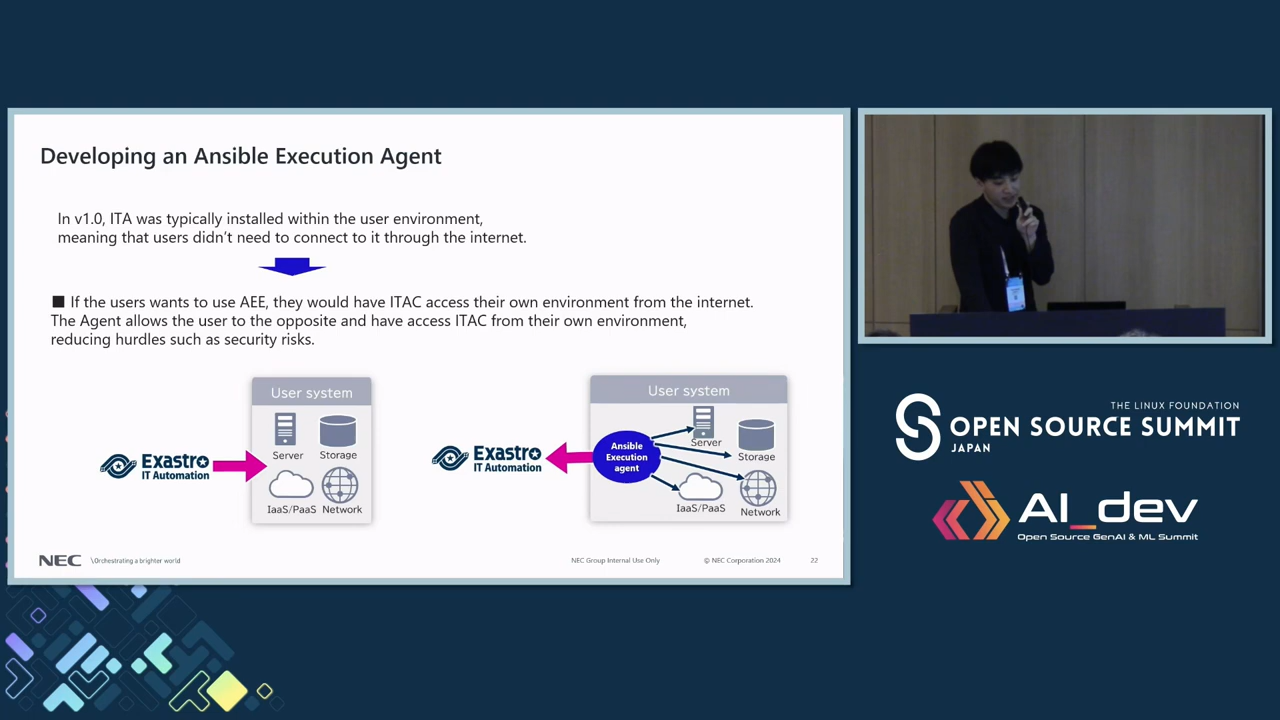 Developing an Ansible Execution Agent
In v1.0, ITA was typically installed within the user environment,
meaning that users didn't need to connect to it through the internet.
■ If the users wants to use AEE, they would have ITAC access their own environment from the internet.
The Agent allows the user to the opposite and have access ITAC from their own environment,
reducing hurdles such as security risks.
User system
Server
Storage
IaaS/PaaS
Network
Exastro
IT Automation
Exastro
IT Automation
User system
Ansible
Execution
agent
Server
Storage
IaaS/PaaS
Network
NEC
\Orchestrating a brighter world
NEC Group Internal Use Only
© NEC Corporation 2024
22
THE LINUX FOUNDATION
OPEN SOURCE SUMMIT
JAPAN
AI_dev
Open Source GenAI & ML Summit